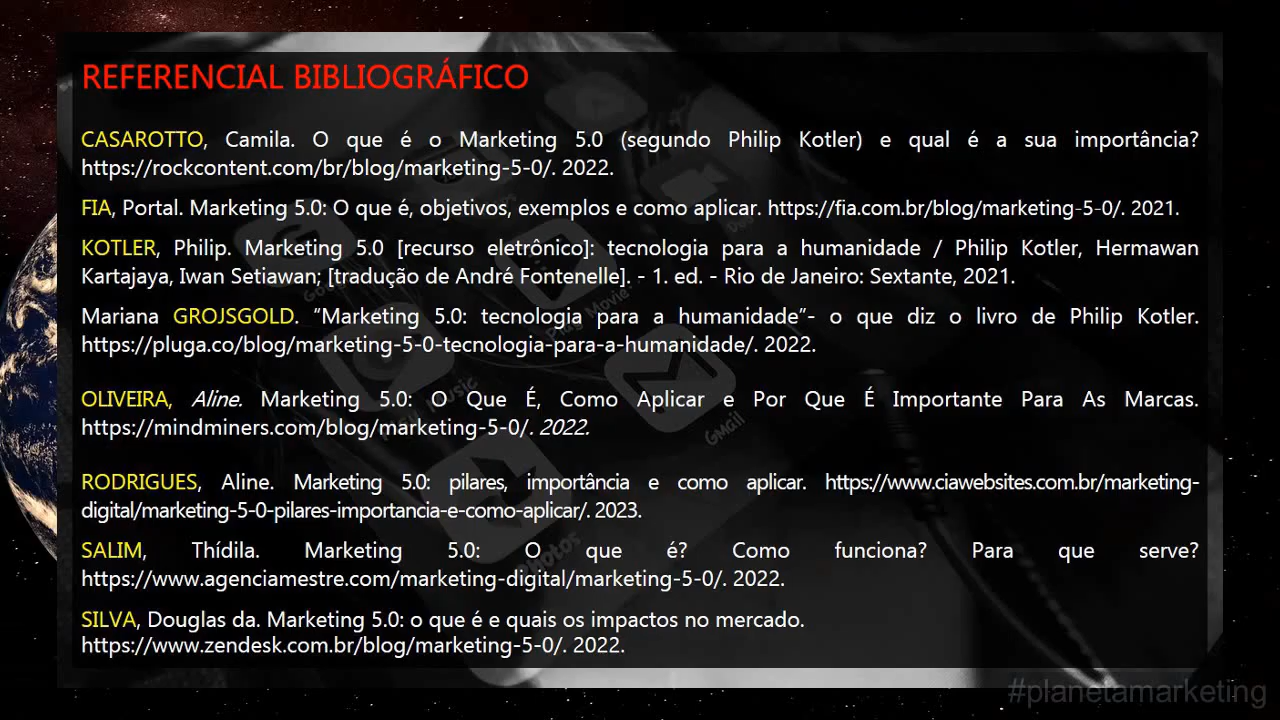 REFERENCIAL BIBLIOGRÁFICO
CASAROTTO, Camila. O que é o Marketing 5.0 (segundo Philip Kotler) e qual é a sua importância?
https://rockcontent.com/br/blog/marketing-5-0/. 2022.
FIA, Portal. Marketing 5.0: O que é, objetivos, exemplos e como aplicar. https://fia.com.br/blog/marketing-5-0/. 2021.
KOTLER, Philip. Marketing 5.0 [recurso eletrônico]: tecnologia para a humanidade / Philip Kotler, Hermawan
Kartajaya, Iwan Setiawan; [tradução de André Fontenelle]. - 1. ed. - Rio de Janeiro: Sextante, 2021.
Mariana GROJSGOLD. “Marketing 5.0: tecnologia para a humanidade”- o que diz o livro de Philip Kotler.
https://pluga.co/blog/marketing-5-0-tecnologia-para-a-humanidade/. 2022.
OLIVEIRA, Aline. Marketing 5.0: O Que É, Como Aplicar e Por Que É Importante Para As Marcas.
https://mindminers.com/blog/marketing-5-0/. 2022.
RODRIGUES, Aline. Marketing 5.0: pilares, importância e como aplicar. https://www.ciawebsites.com.br/marketing-
digital/marketing-5-0-pilares-importancia-e-como-aplicar/. 2023.
SALIM, Thídila. Marketing 5.0: O que é? Como funciona? Para que serve?
https://www.agenciamestre.com/marketing-digital/marketing-5-0/. 2022.
SILVA, Douglas da. Marketing 5.0: o que é e quais os impactos no mercado.
https://www.zendesk.com.br/blog/marketing-5-0/. 2022.
Gmail
Photos
#planetamarketing